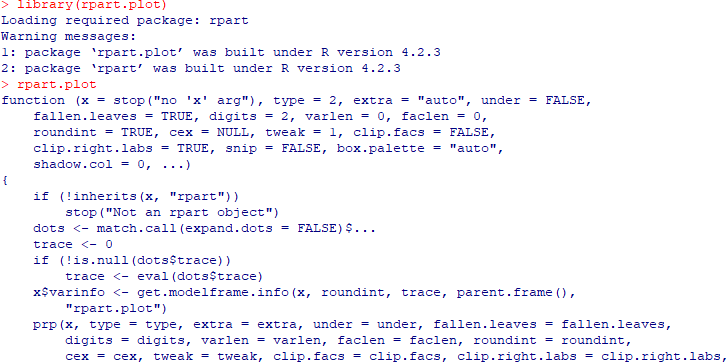 > library(rpart.plot)
Loading required package: rpart
Warning messages:
1: package ‘rpart.plot’ was built under R version 4.2.3
2: package ‘rpart’ was built under R version 4.2.3
> rpart.plot
function (x = stop("no 'x' arg"), type = 2, extra = "auto", under = FALSE,
    fallen.leaves = TRUE, digits = 2, varlen = 0, faclen = 0,
    roundint = TRUE, cex = NULL, tweak = 1, clip.facs = FALSE,
    clip.right.labs = TRUE, snip = FALSE, box.palette = "auto",
    shadow.col = 0, ...)
{
    if (!inherits(x, "rpart"))
        stop("Not an rpart object")
    dots <- match.call(expand.dots = FALSE)$...
    trace <- 0
    if (!is.null(dots$trace))
        trace <- eval(dots$trace)
    x$varinfo <- get.modelframe.info(x, roundint, trace, parent.frame(),
        "rpart.plot")
    prp(x, type = type, extra = extra, under = under, fallen.leaves = fallen.leaves,
        digits = digits, varlen = varlen, faclen = faclen, roundint = roundint,
        cex = cex, tweak = tweak, clip.facs = clip.facs, clip.right.labs = clip.right.labs,